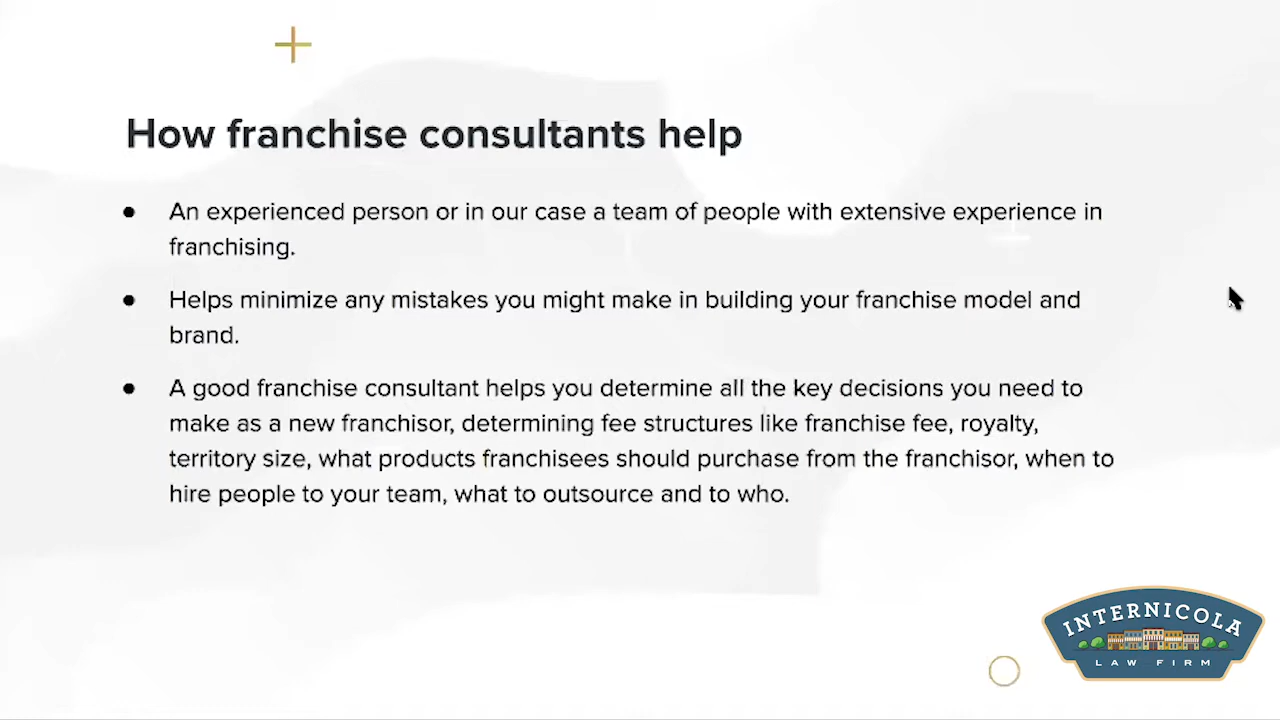 How franchise consultants help
● An experienced person or in our case a team of people with extensive experience in
franchising.
● Helps minimize any mistakes you might make in building your franchise model and
brand.
● A good franchise consultant helps you determine all the key decisions you need to
make as a new franchisor, determining fee structures like franchise fee, royalty,
territory size, what products franchisees should purchase from the franchisor, when to
hire people to your team, what to outsource and to who.
INTERNICOLA
LAW FIRM